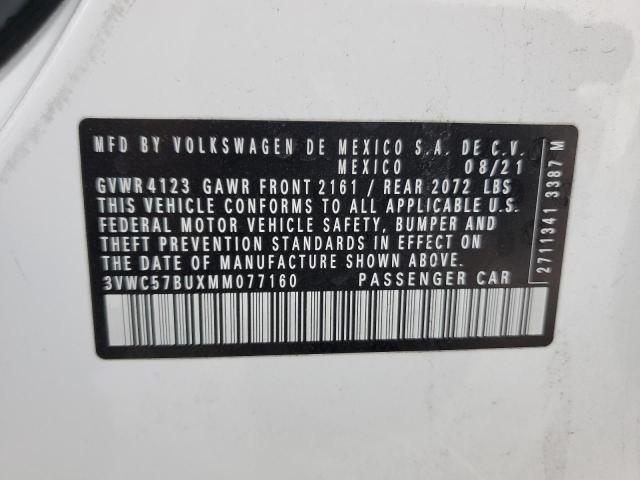 MFD BY VOLKSWAGEN DE MEXICO S.A. DE C.V.
MEXICO 08/21
GVWR 4123 GAWR FRONT 2161 / REAR 2072 LBS
THIS VEHICLE CONFORMS TO ALL APPLICABLE U.S.
FEDERAL MOTOR VEHICLE SAFETY, BUMPER AND
THEFT PREVENTION STANDARDS IN EFFECT ON
THE DATE OF MANUFACTURE SHOWN ABOVE.
3VWC57BUXMM077160 PASSENGER CAR
2711341 3387 M